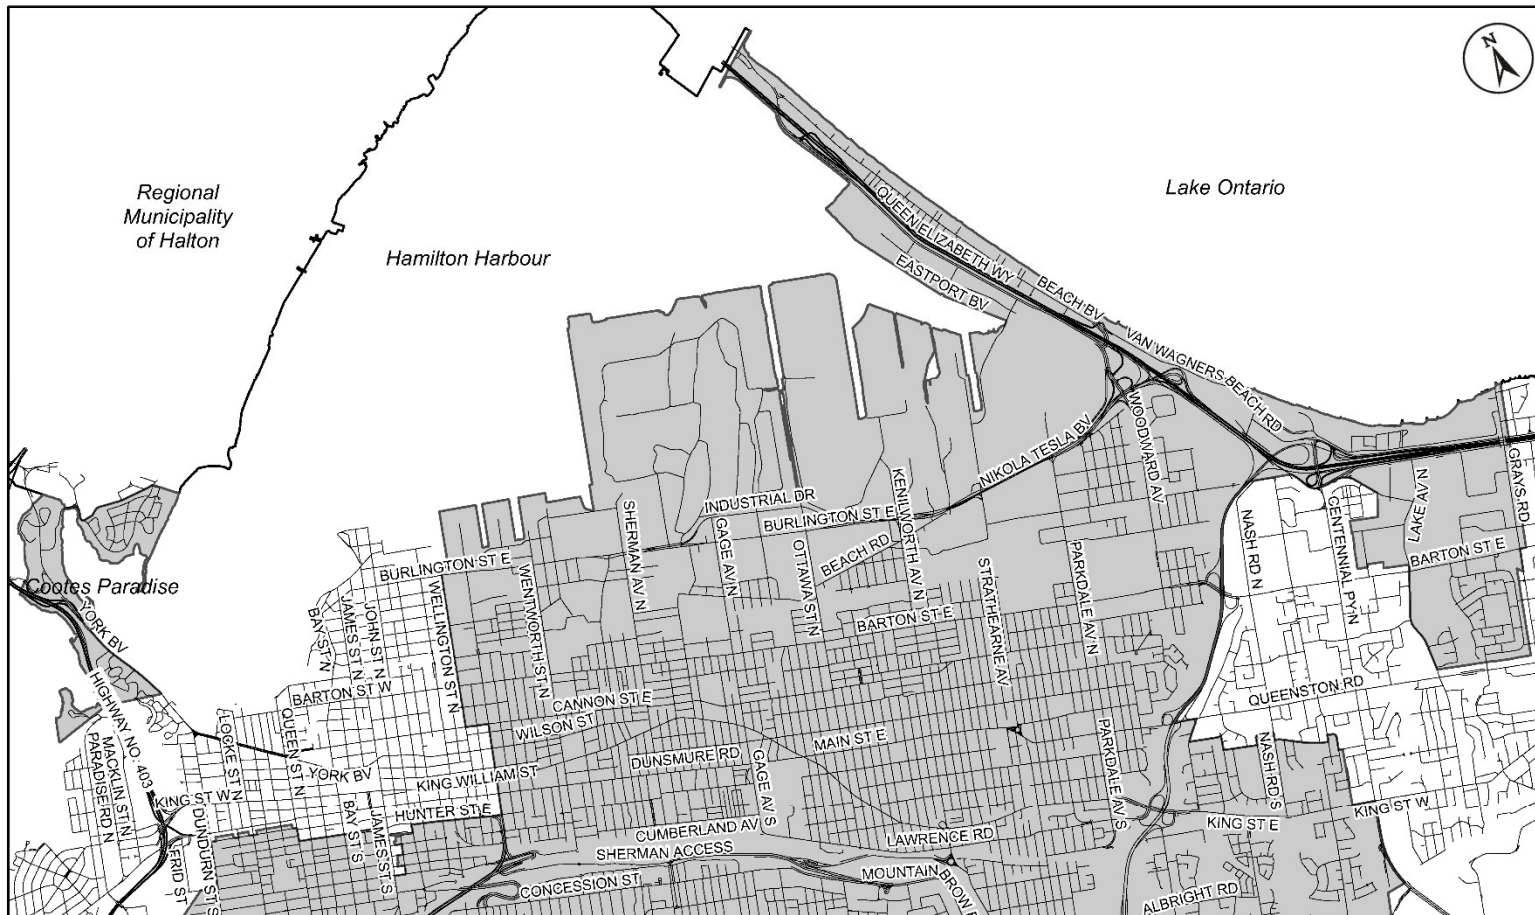 N
Regional
Municipality
of Halton
Lake Ontario
Hamilton Harbour
QUEEN ELIZABETH WY
EASTPORT BV
BEACH BV
VAN WAGNERS BEACH RD
WOODWARD AV
NIKOLA TESLA BV
INDUSTRIAL DR
BURLINGTON ST E
KENILWORTH AV N
SHERMAN AV N
GAGE AV N
OTTAWA ST N
BEACH RD
STRATHEARNE AV
PARKDALE AV N
NASH RD N
CENTENNIAL PY N
LAKE AV N
GRAYS RD
BARTON ST E
Cootes Paradise
YORK BV
BURLINGTON ST E
WENTWORTH ST N
WELLINGTON ST N
JOHN ST N
JAMES ST N
BAY ST N
BARTON ST E
BARTON ST W
HIGHWAY NO. 403
CANNON ST E
WILSON ST
QUEENSTON RD
LOCKE ST N
QUEEN ST N
MACKLIN ST N
PARADISE RD N
YORK BV
KING WILLIAM ST
DUNSMURE RD
GAGE AV S
MAIN ST E
PARKDALE AV S
NASH RD S
KING ST W
KING ST W
HUNTER ST E
BAY ST S
JAMES ST S
DUNDURN ST S
FRID ST
CUMBERLAND AV
SHERMAN ACCESS
LAWRENCE RD
KING ST E
CONCESSION ST
MOUNTAIN BROW
ALBRIGHT RD